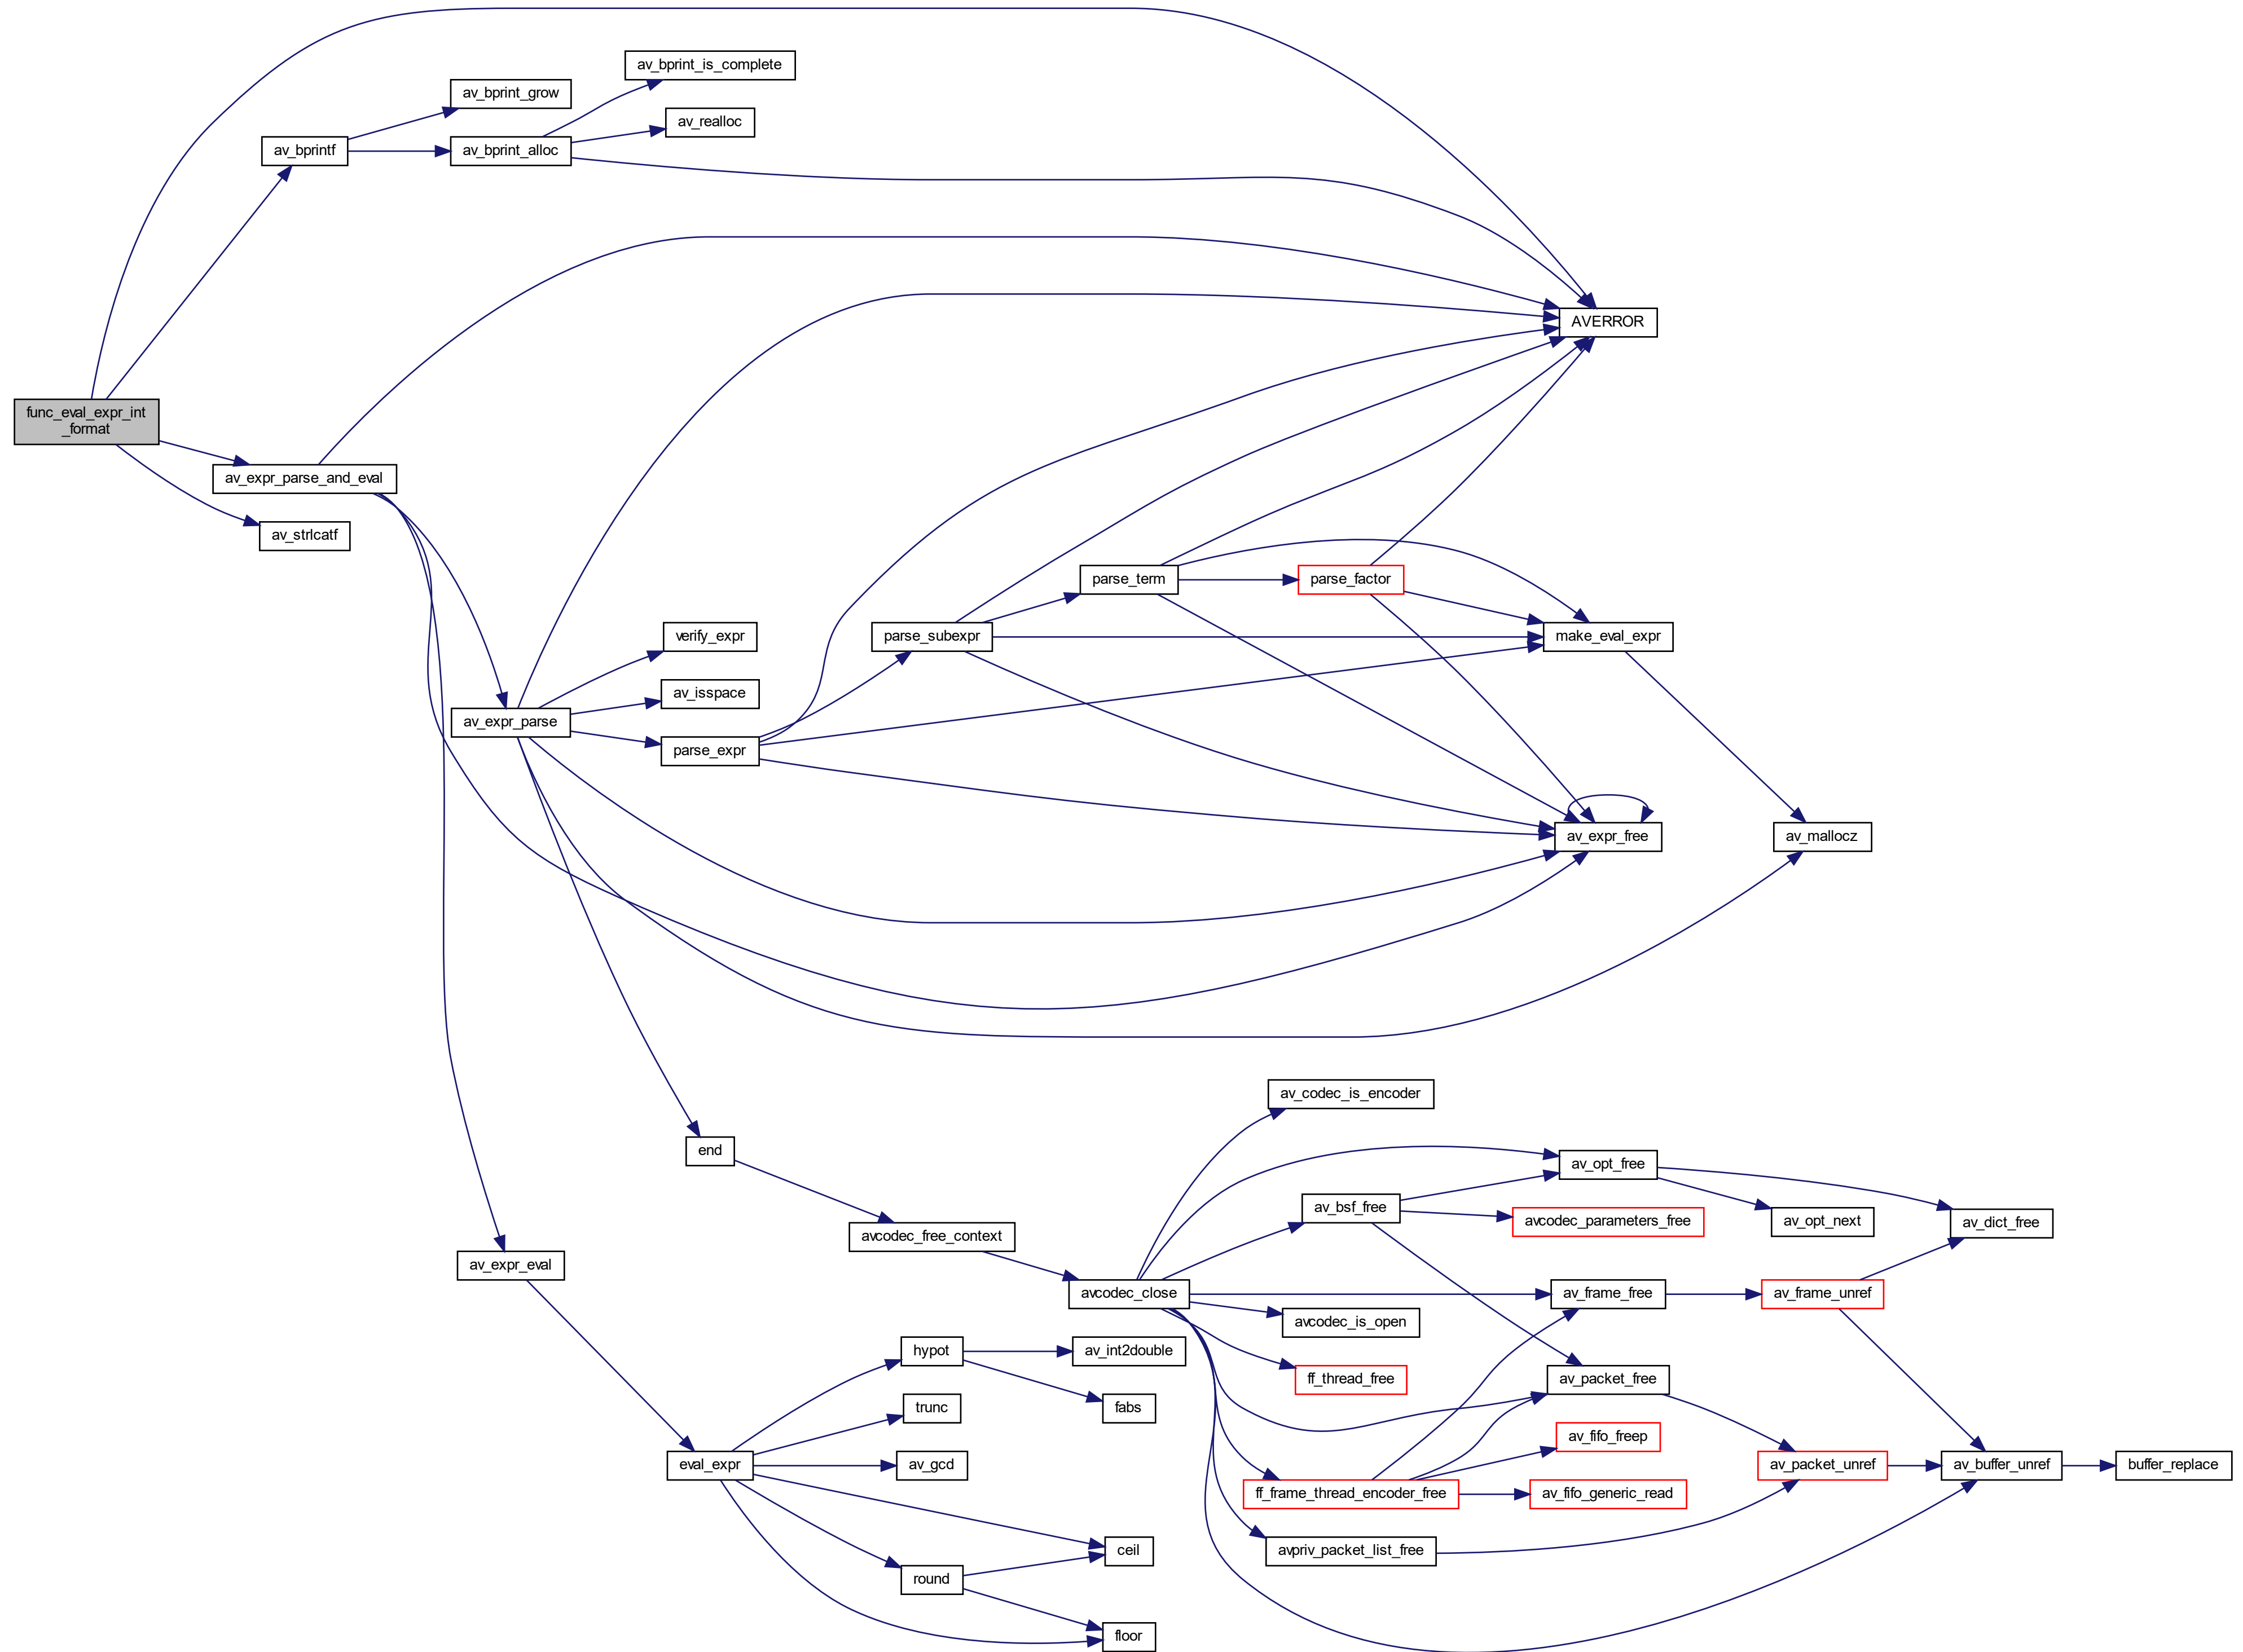 av_bprint_is_complete
av_bprint_grow
av_realloc
av_bprintf
av_bprint_alloc
AVERROR
func_eval_expr_int
_format
av_expr_parse_and_eval
av_strlcatf
parse_term
parse_factor
verify_expr
parse_subexpr
make_eval_expr
av_isspace
av_expr_parse
parse_expr
av_expr_free
av_mallocz
av_codec_is_encoder
end
av_opt_free
av_bsf_free
avcodec_parameters_free
av_opt_next
av_dict_free
avcodec_free_context
av_expr_eval
avcodec_close
av_frame_free
av_frame_unref
avcodec_is_open
hypot
av_int2double
ff_thread_free
av_packet_free
trunc
fabs
av_fifo_freep
eval_expr
av_gcd
av_packet_unref
av_buffer_unref
buffer_replace
ff_frame_thread_encoder_free
av_fifo_generic_read
ceil
avpriv_packet_list_free
round
floor